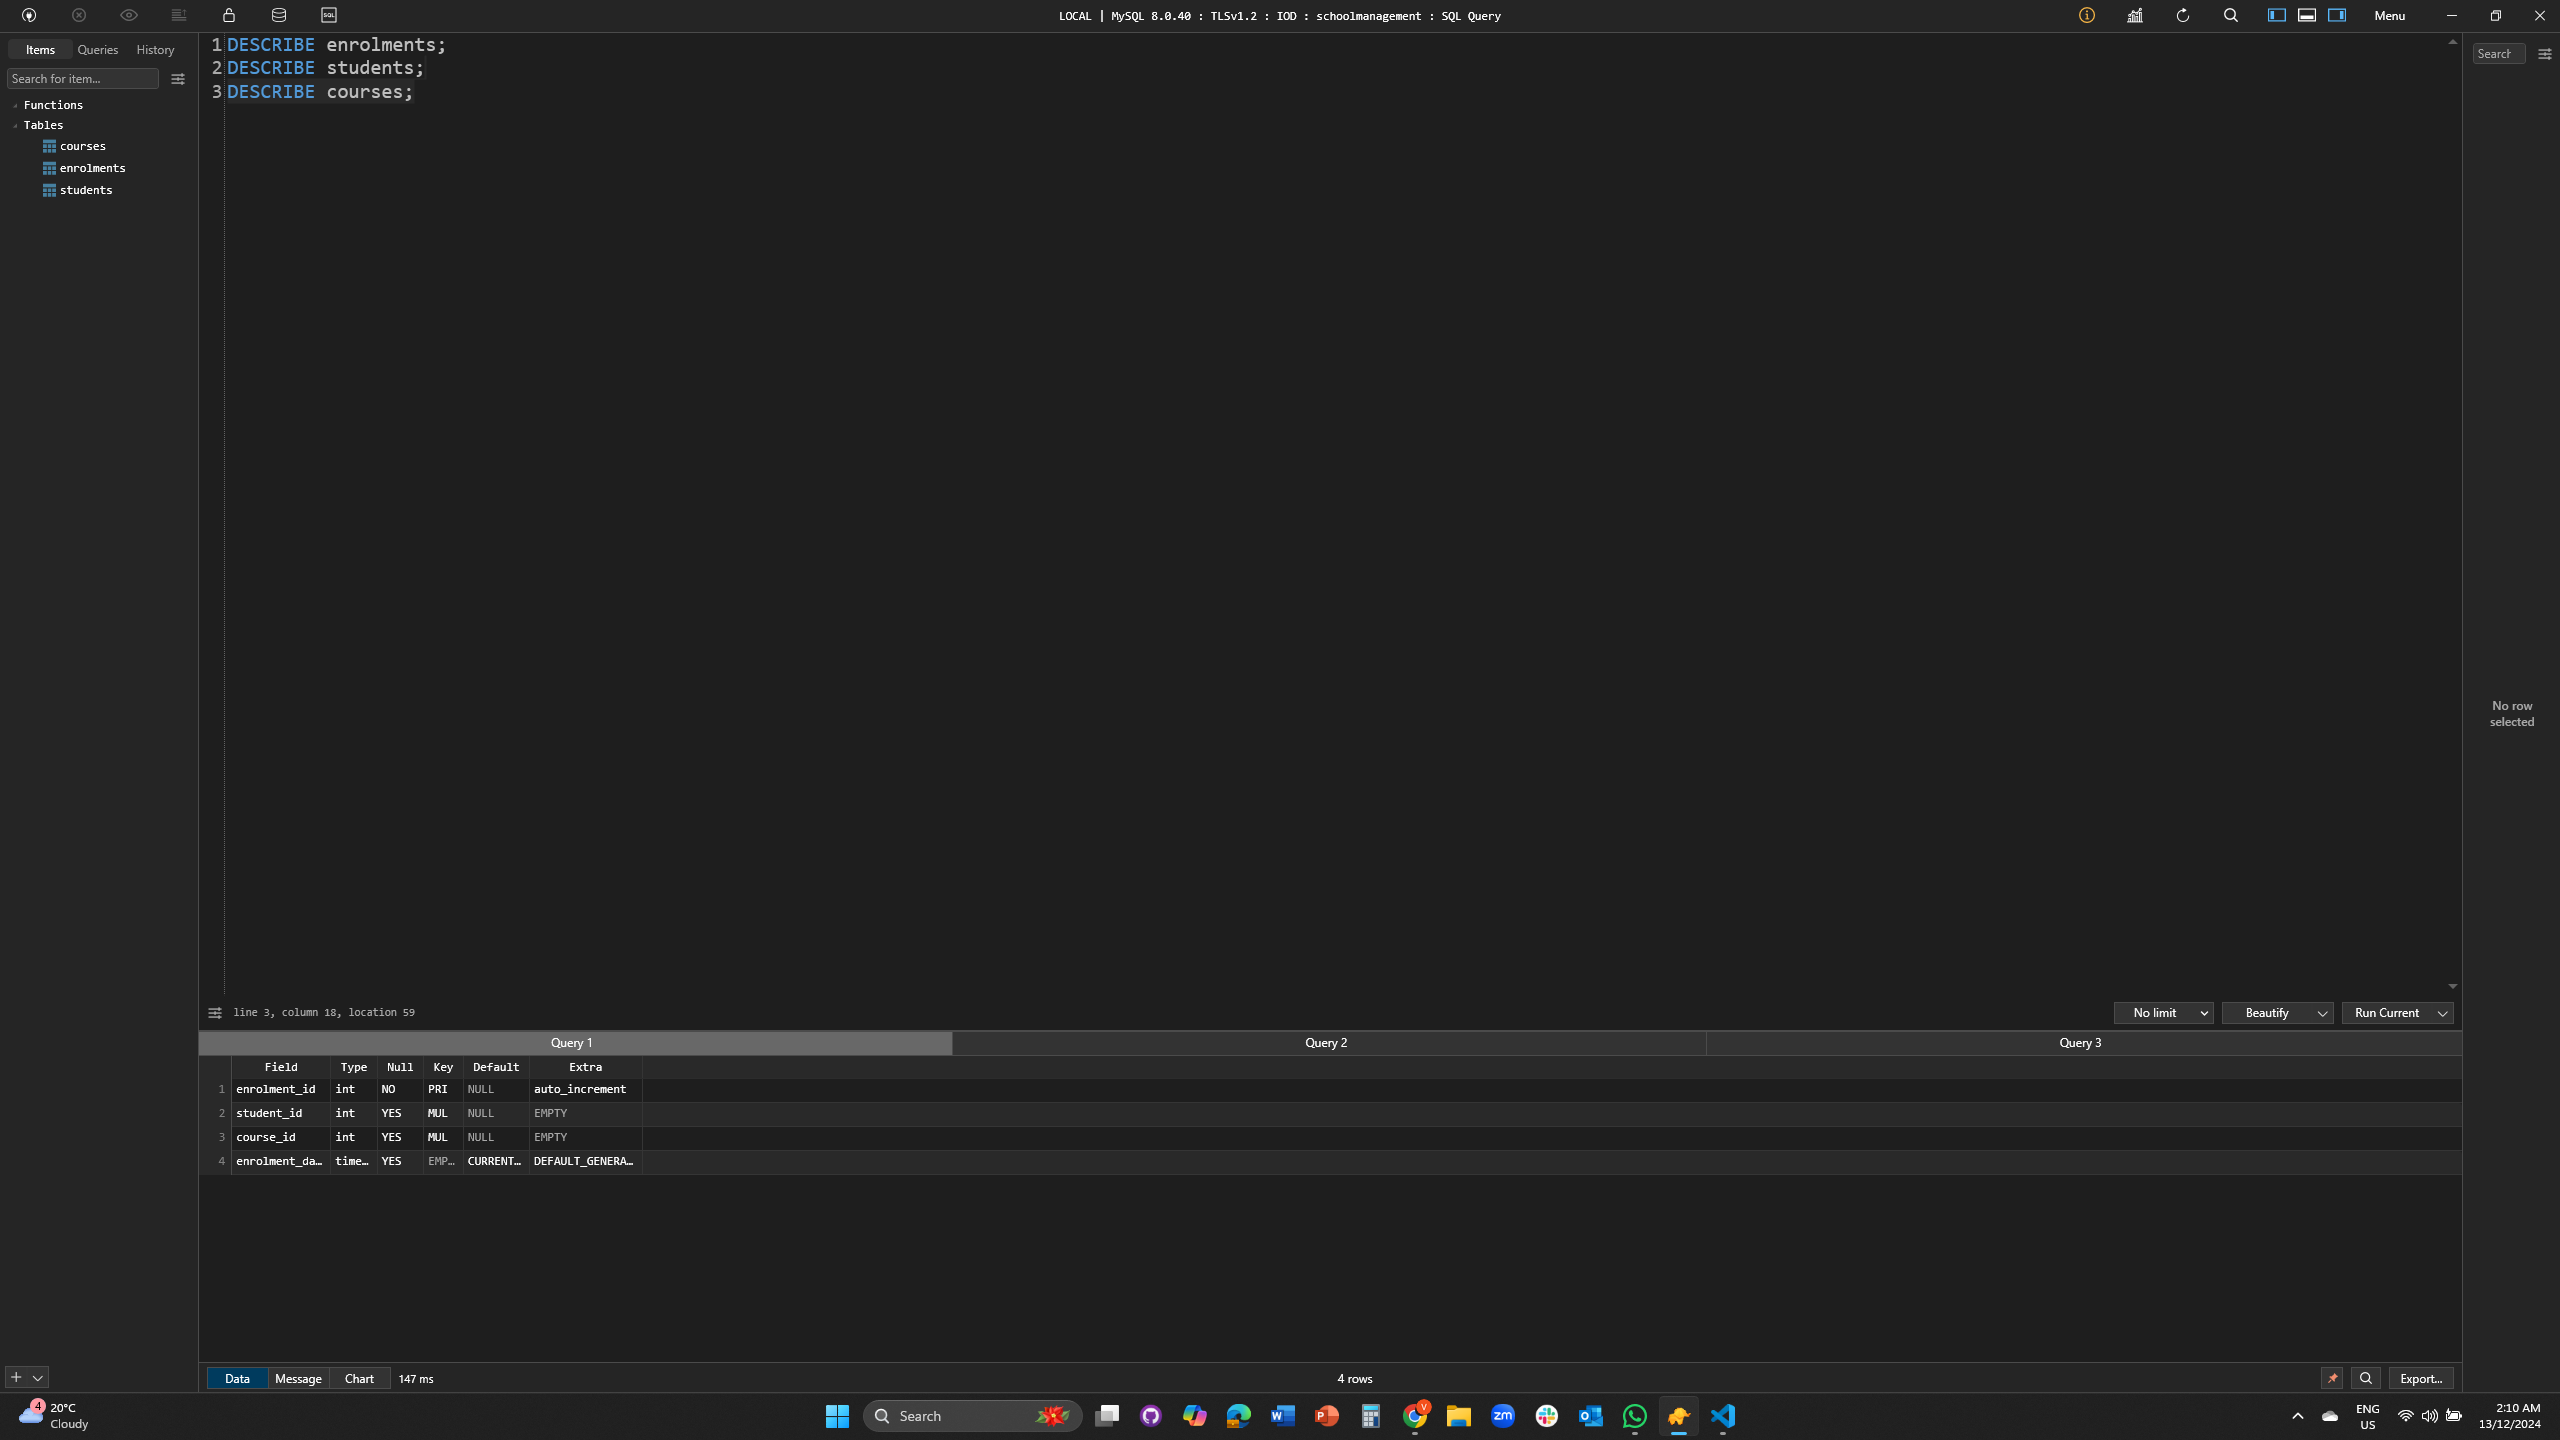 LOCAL | MySQL 8.0.40 : TLSv1.2 : IOD : schoolmanagement : SQL Query
Menu
Items Queries History
Search for item...
Functions
Tables
courses
enrolments
students
1 DESCRIBE enrolments;
2 DESCRIBE students;
3 DESCRIBE courses;
Search
No row
selected
line 3, column 18, location 59
No limit Beautify Run Current
Query 1 Query 2 Query 3
Field Type Null Key Default Extra
1 enrolment_id int NO PRI NULL auto_increment
2 student_id int YES MUL NULL EMPTY
3 course_id int YES MUL NULL EMPTY
4 enrolment_da… time… YES EMP… CURRENT… DEFAULT_GENERA…
Data Message Chart 147 ms 4 rows Export...
4
20°C
Cloudy
Search
ENG
US
2:10 AM
13/12/2024